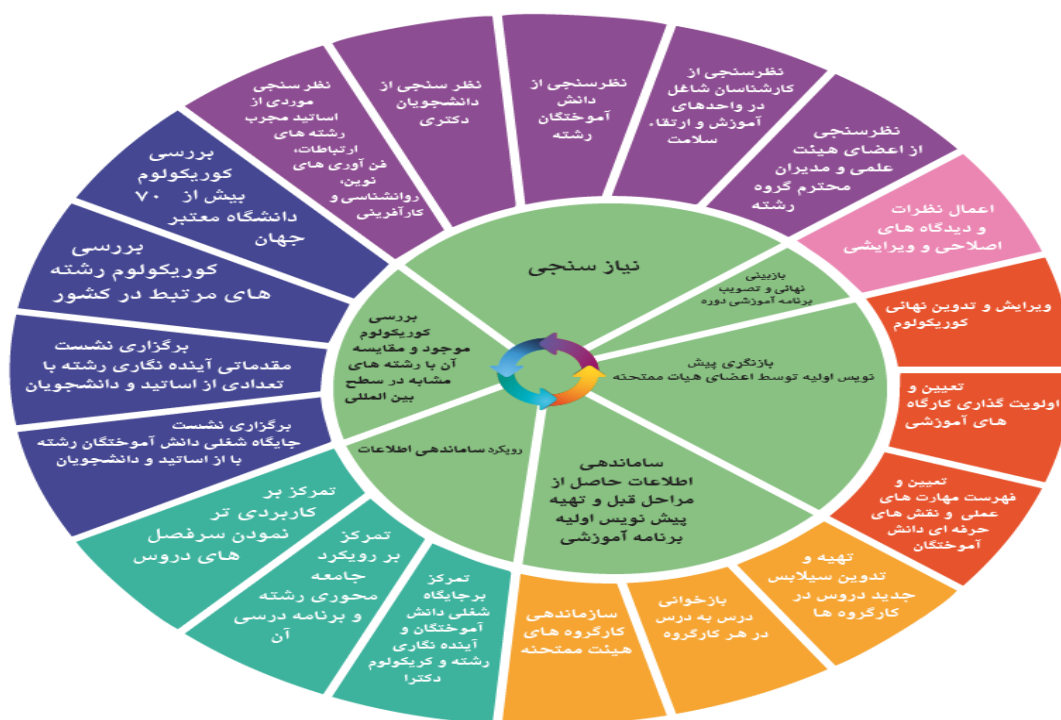 نظرسنجی از
کارشناسان شاغل
در واحدهای
آموزش و ارتقاء
سلامت
نظرسنجی
از اعضای هیئت
علمی و مدیران
محترم گروه
رشته
نظرسنجی از
دانش
آموختگان
رشته
نظر سنجی از
دانشجویان
دکتری
نظر سنجی
موردی از
اساتید مجرب
رشته های
ارتباطات،
فن آوری های
نوین،
روانشناسی و
کارآفرینی
بررسی
کوریکولوم
بیش از ۷۰
دانشگاه معتبر
جهان
بررسی
کوریکولوم رشته
های مرتبط در کشور
برگزاری نشست
مقدماتی آینده نگاری رشته با
تعدادی از اساتید و دانشجویان
برگزاری نشست
جایگاه شغلی دانش آموختگان رشته
با از اساتید و دانشجویان
تمرکز بر
کاربردی تر
نمودن سرفصل
های دروس
تمرکز
بر رویکرد
جامعه
محوری رشته
و برنامه درسی
آن
تمرکز
برجایگاه
شغلی دانش
آموختگان و
آینده نگاری
رشته و کریکولوم
دکترا
سازماندهی
کارگروه های
هیئت ممتحنه
بازخوانی
درس به درس
در هر کارگروه
تهیه و
تدوین سیلابس
جدید دروس در
کارگروه ها
تعیین و
فهرست مهارت های
عملی و نقش های
حرفه ای دانش
آموختگان
تعیین و
اولویت گذاری کارگاه
های آموزشی
ویرایش و تدوین نهائی
کوریکولوم
اعمال نظرات
و دیدگاه های
اصلاحی و ویرایشی
نیاز سنجی
بررسی
کوریکولوم
موجود و مقایسه
آن با رشته های
مشابه در سطح
بین المللی
رویکرد ساماندهی اطلاعات
ساماندهی
اطلاعات حاصل از
مراحل قبل و تهیه
پیش نویس اولیه
برنامه آموزشی
بازنگری پیش
نویس اولیه توسط اعضای هیات ممتحنه
بازبینی
نهائی و تصویب
برنامه آموزشی دوره